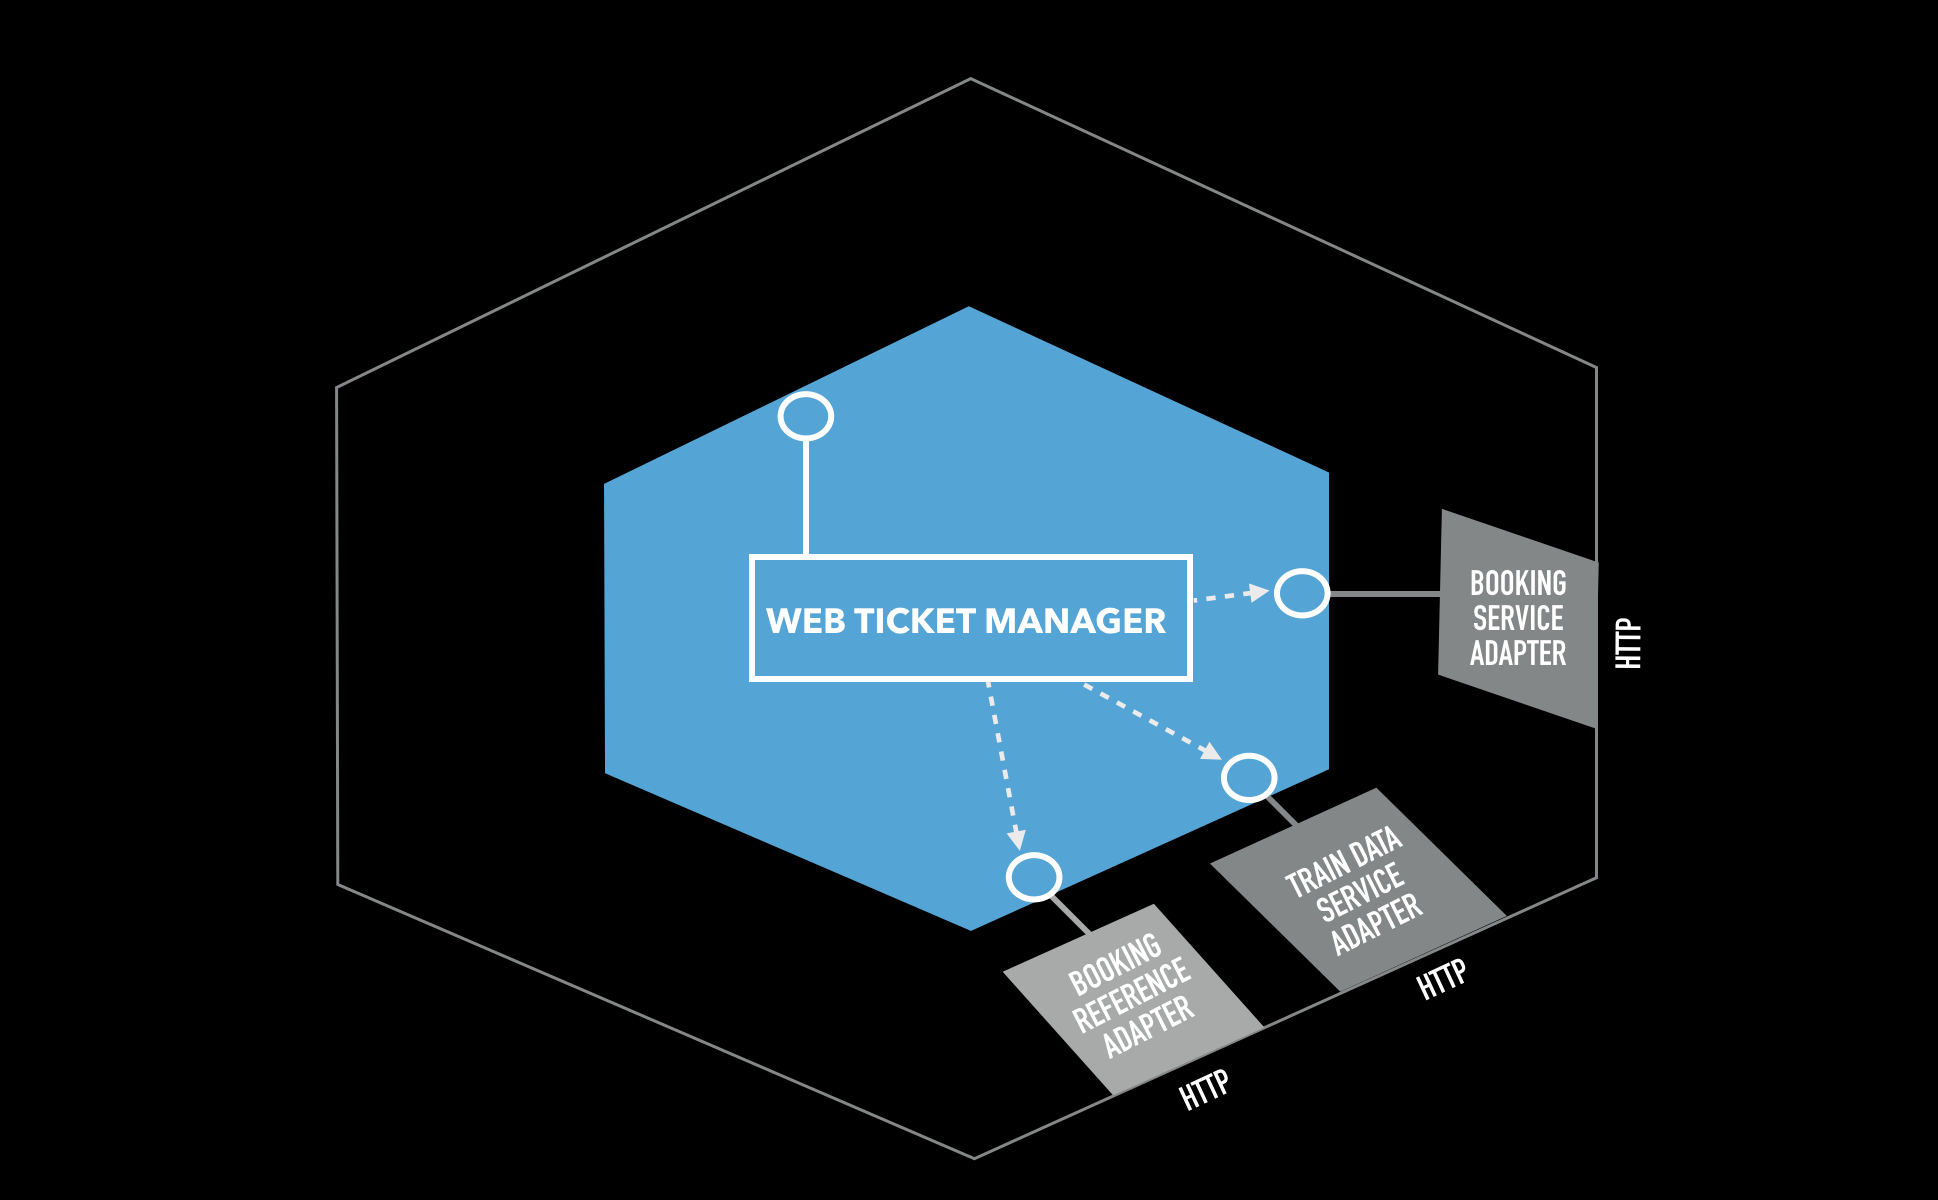 WEB TICKET MANAGER
BOOKING
SERVICE
ADAPTER
HTTP
TRAIN DATA
SERVICE
ADAPTER
HTTP
BOOKING
REFERENCE
ADAPTER
HTTP